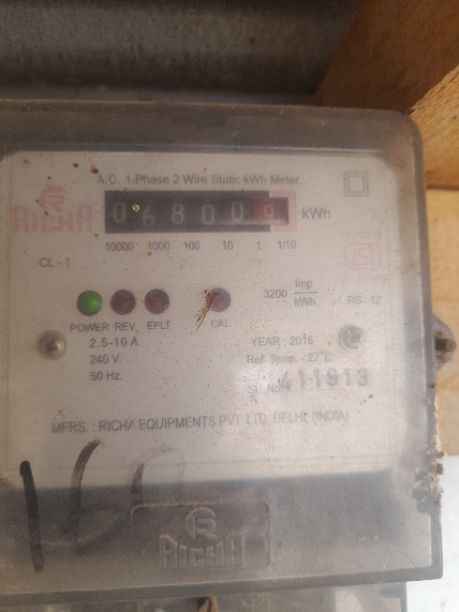 A.C. 1-Phase 2 Wire Static kWh Meter
RICHA
068009 kWh
10000 1000 100 10 1 1/10
CL - 1
3200 Imp/kWh
RS - 12
POWER REV. EFLT CAL
2.5-10 A
240 V.
50 Hz.
YEAR : 2016
Ref. Temp. - 27°C
SL. No. 411913
MFRS. : RICHA EQUIPMENTS PVT. LTD., DELHI, (INDIA)
RICHA